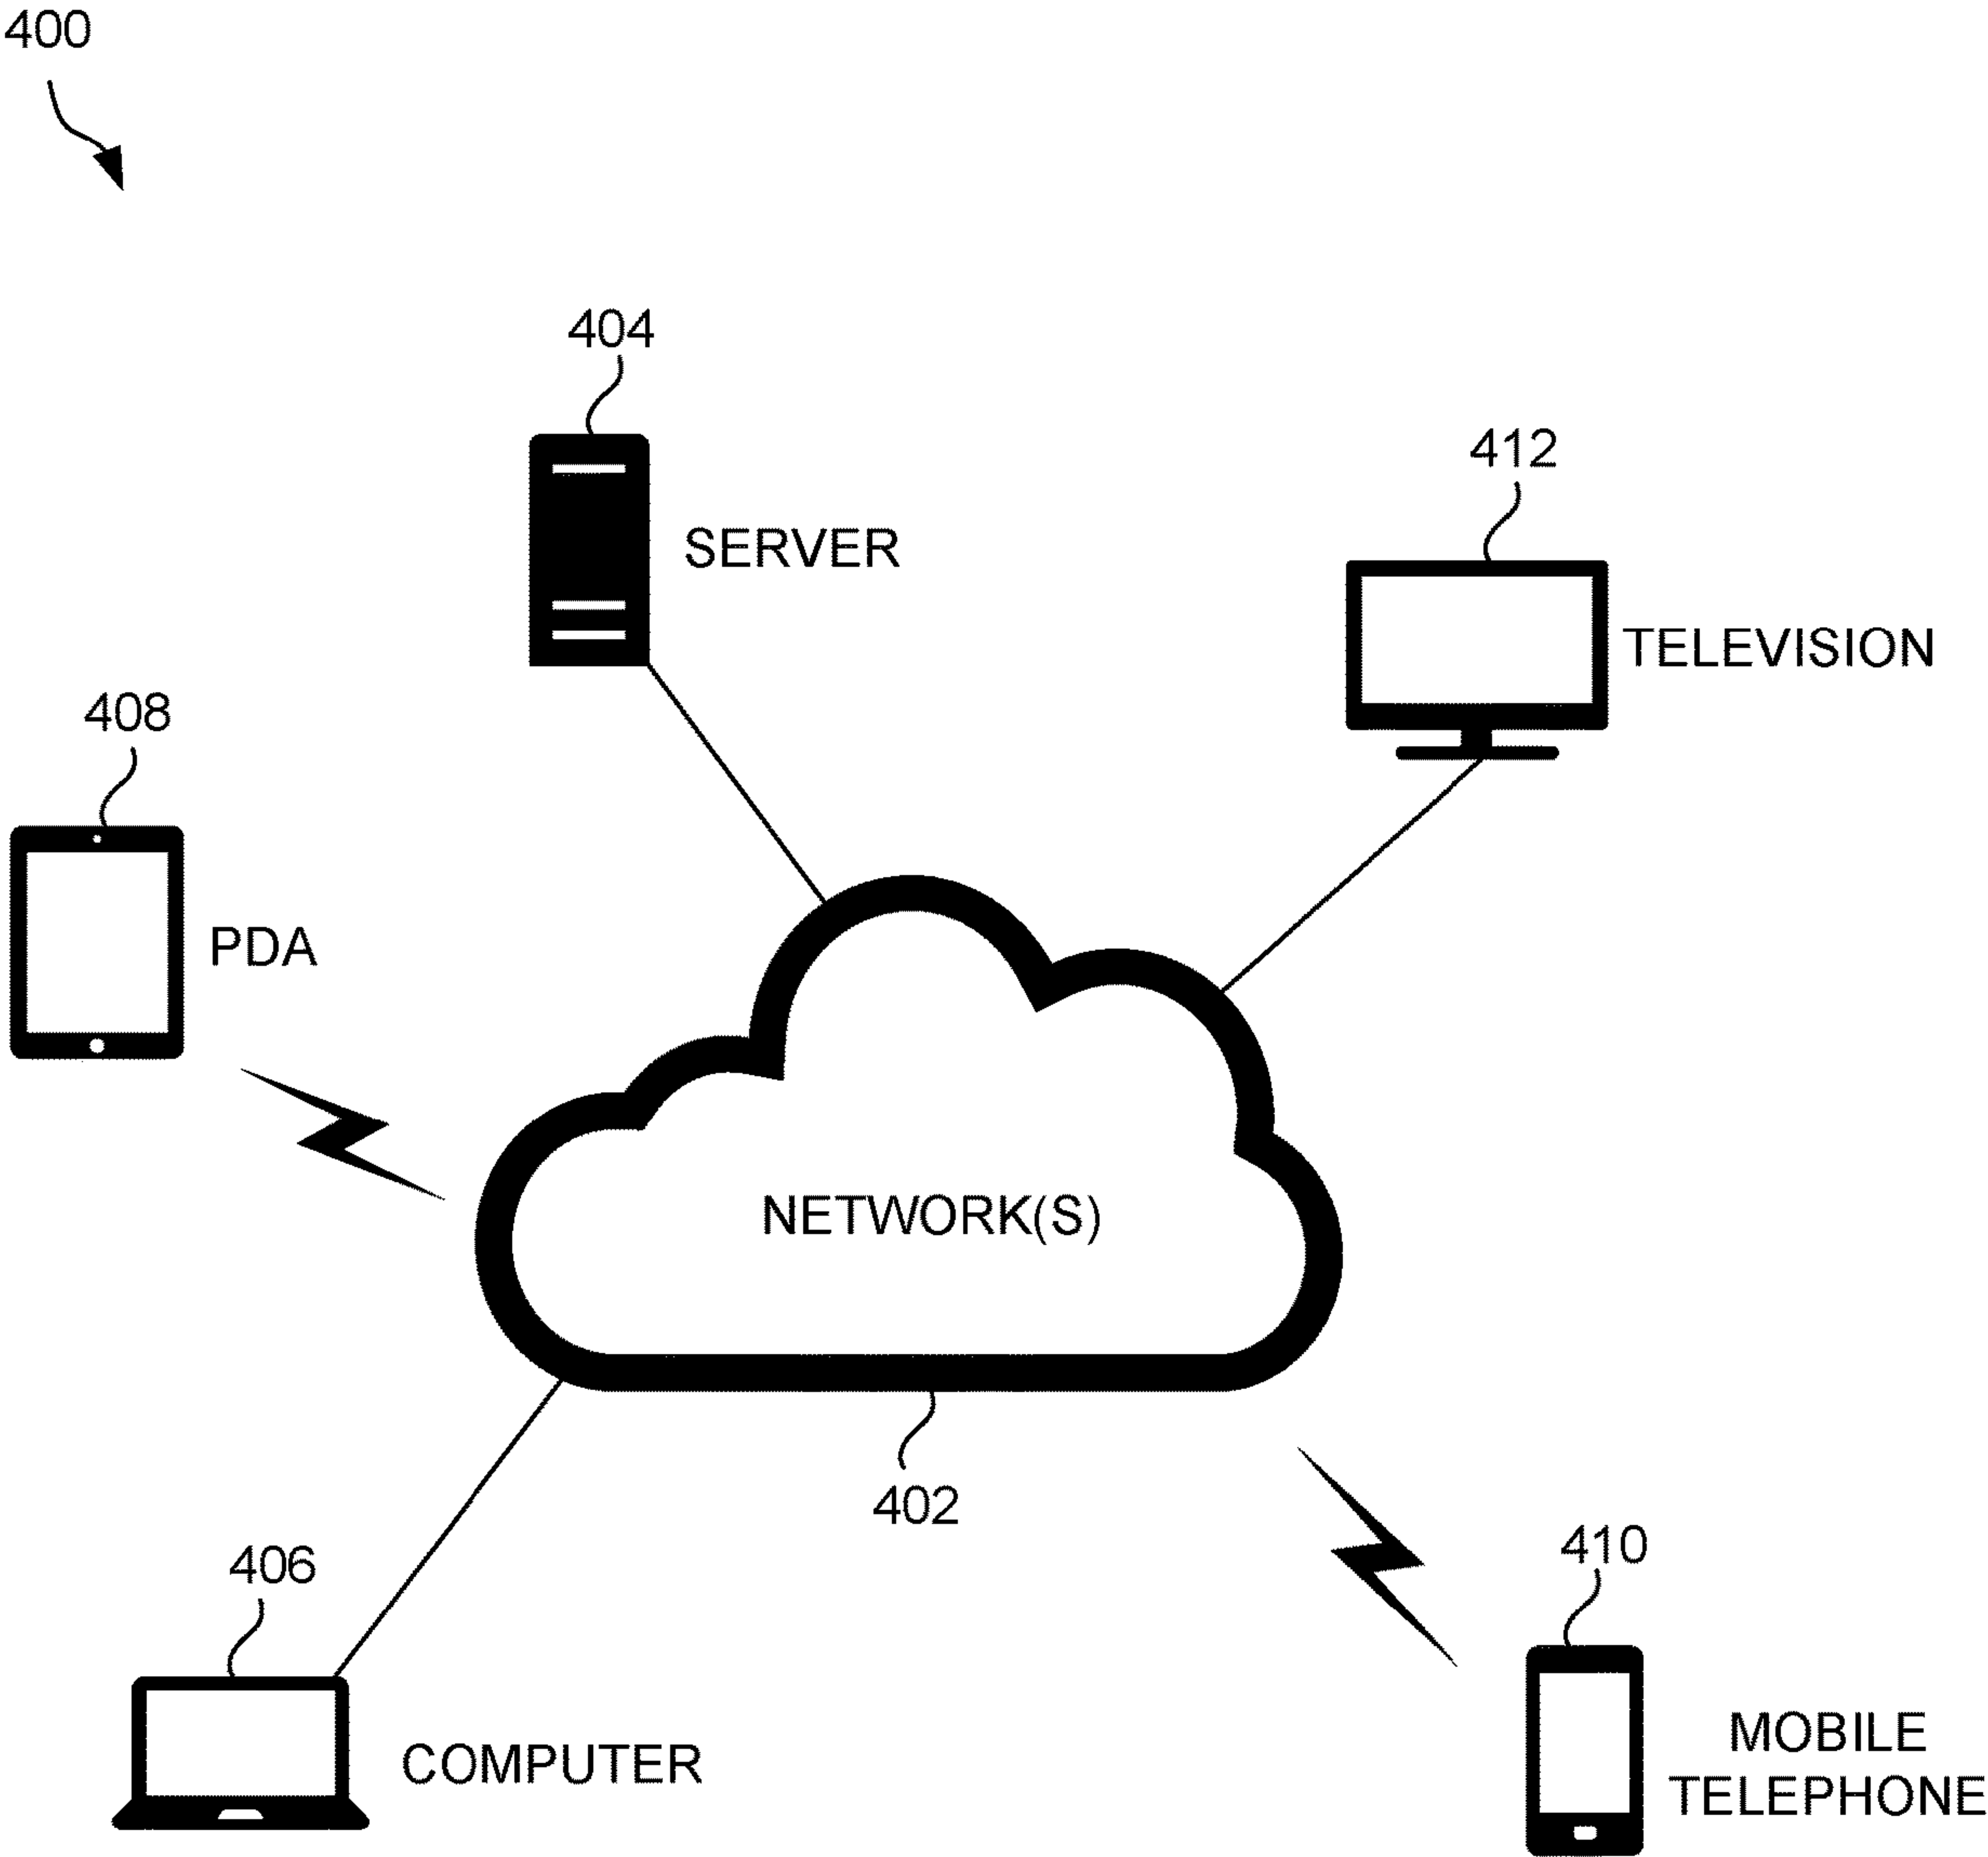 400
404
SERVER
412
TELEVISION
408
PDA
NETWORK(S)
402
406
COMPUTER
410
MOBILE
TELEPHONE